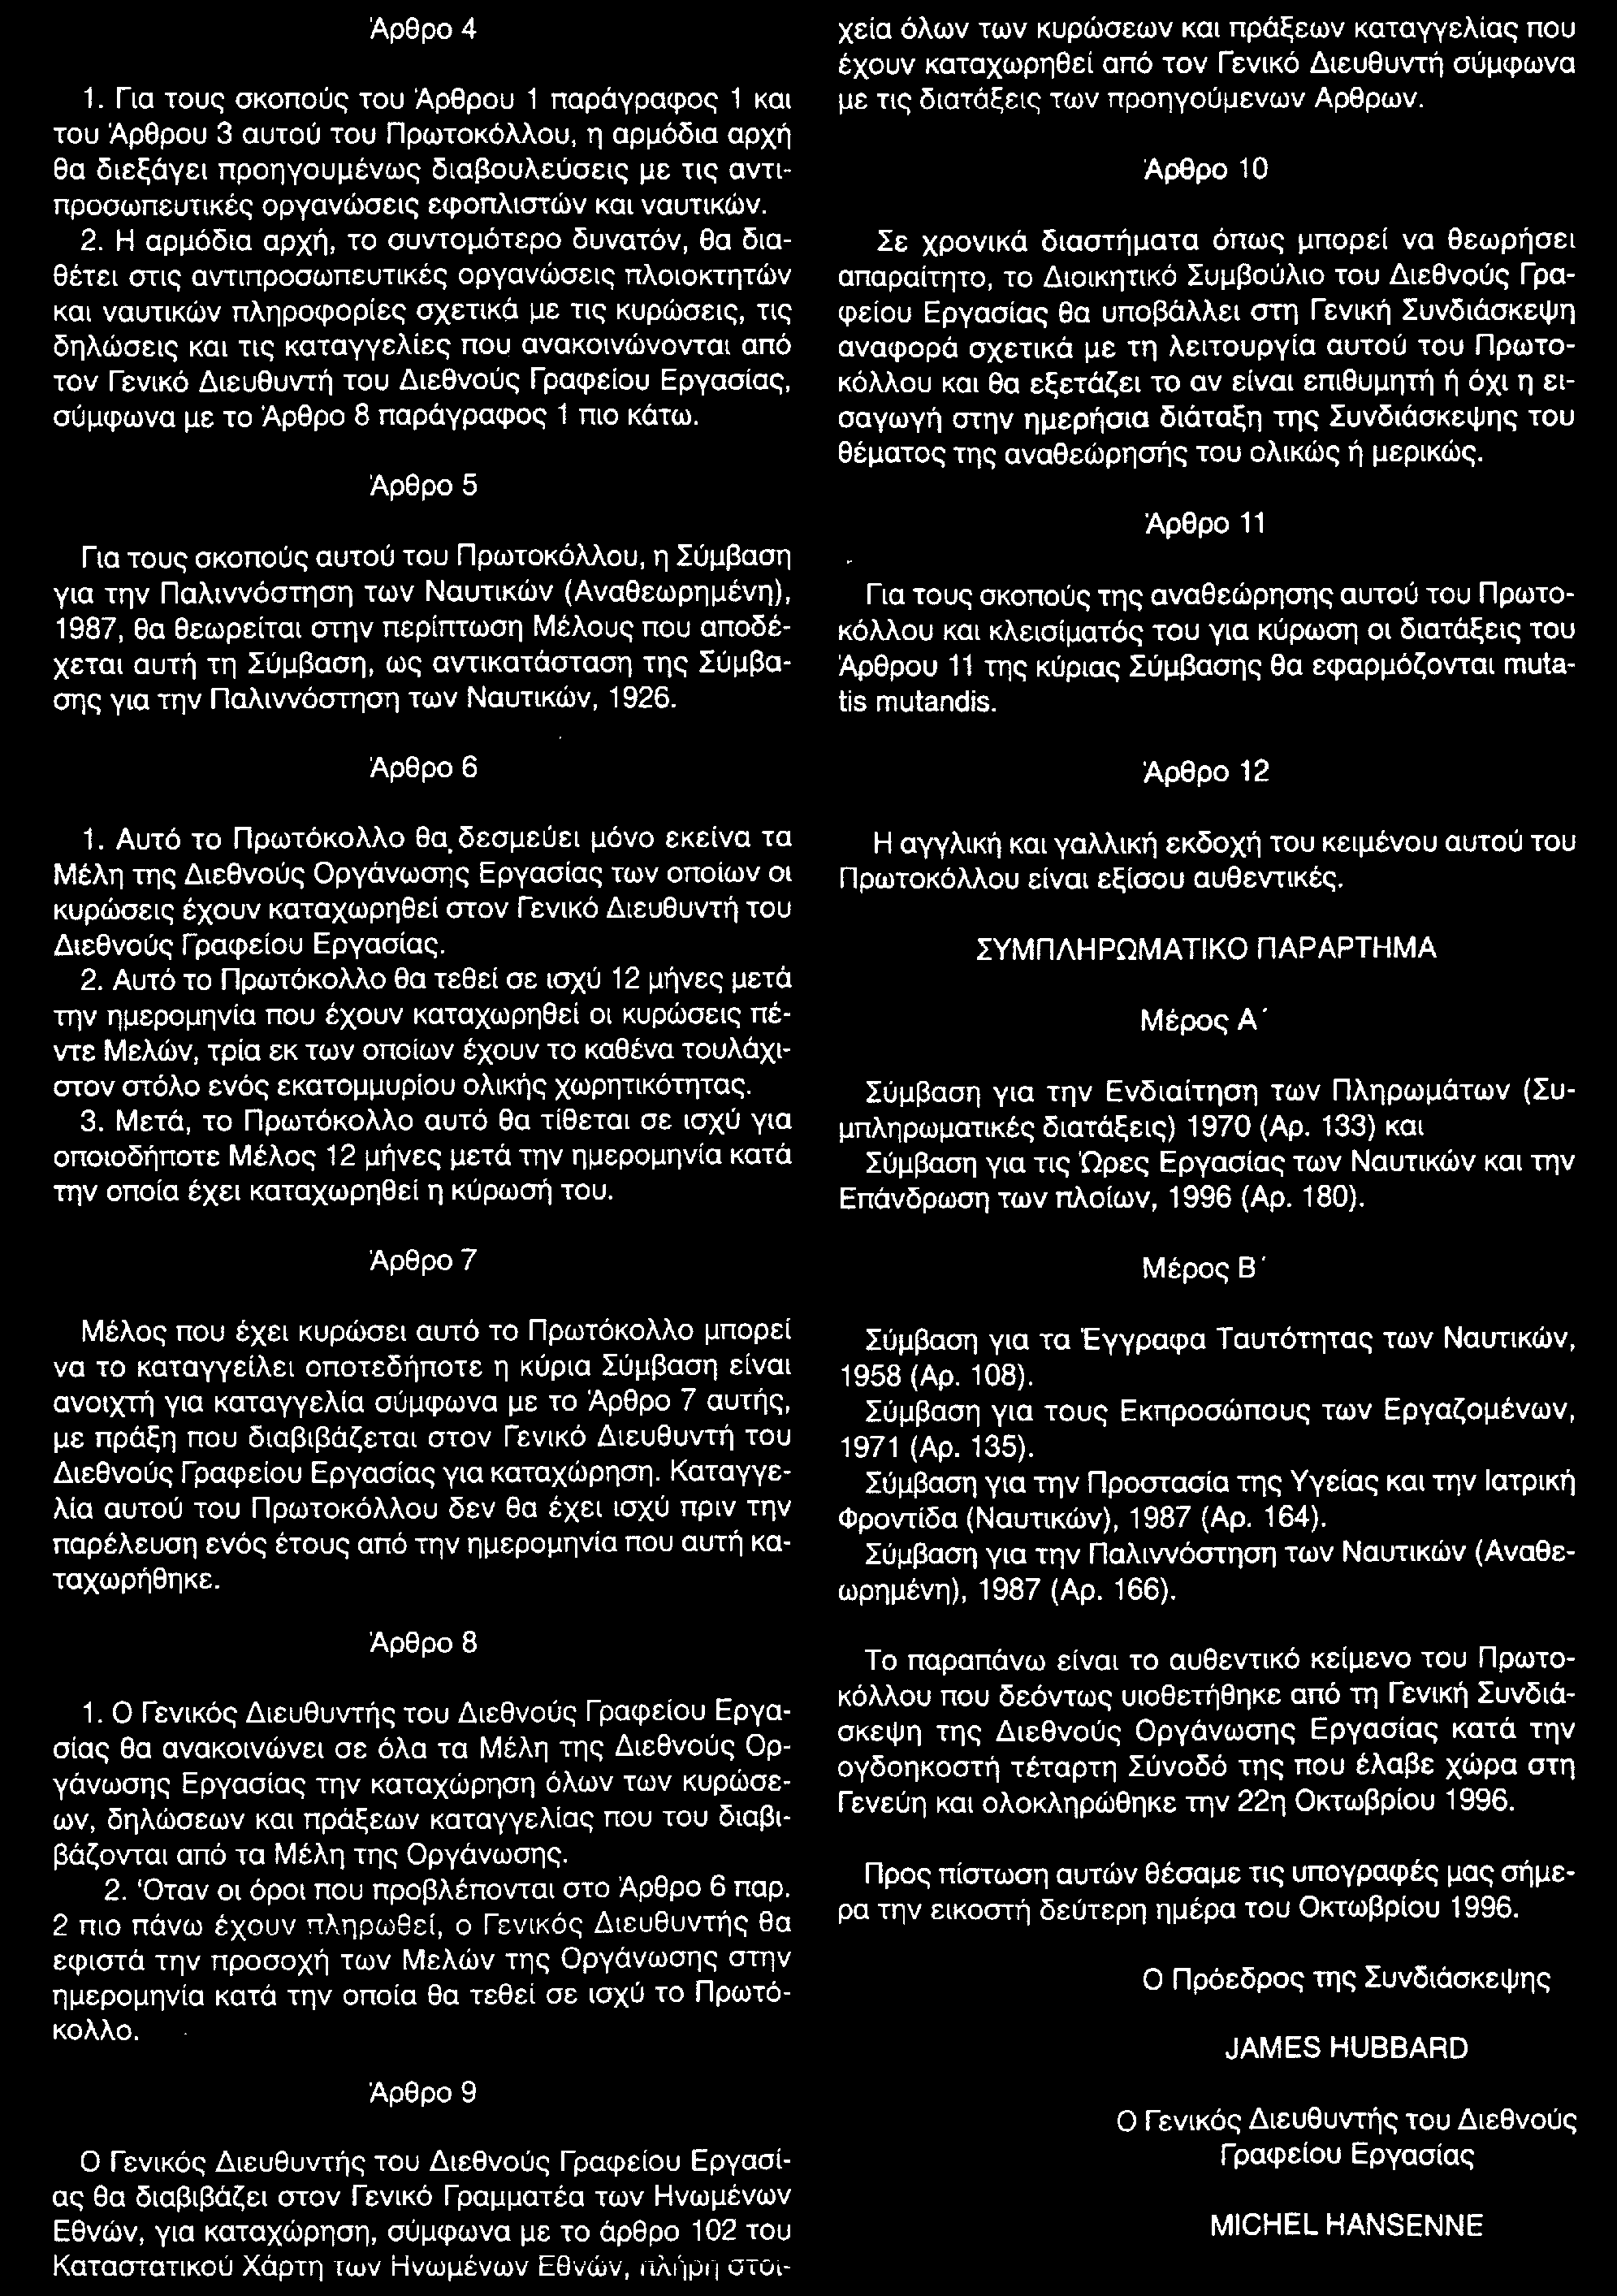 Άρθρο 4
1. Για τους σκοπούς του Άρθρου 1 παράγραφος 1 και
του Άρθρου 3 αυτού του Πρωτοκόλλου, η αρμόδια αρχή
θα διεξάγει προηγουμένως διαβουλεύσεις με τις αντι-
προσωπευτικές οργανώσεις εφοπλιστών και ναυτικών.
2. Η αρμόδια αρχή, το συντομότερο δυνατόν, θα δια-
θέτει στις αντιπροσωπευτικές οργανώσεις πλοιοκτητών
και ναυτικών πληροφορίες σχετικά με τις κυρώσεις, τις
δηλώσεις και τις καταγγελίες που ανακοινώνονται από
τον Γενικό Διευθυντή του Διεθνούς Γραφείου Εργασίας,
σύμφωνα με το Άρθρο 8 παράγραφος 1 πιο κάτω.
Άρθρο 5
Για τους σκοπούς αυτού του Πρωτοκόλλου, η Σύμβαση
για την Παλιννόστηση των Ναυτικών (Αναθεωρημένη),
1987, θα θεωρείται στην περίπτωση Μέλους που αποδέ-
χεται αυτή τη Σύμβαση, ως αντικατάσταση της Σύμβα-
σης για την Παλιννόστηση των Ναυτικών, 1926.
Άρθρο 6
1. Αυτό το Πρωτόκολλο θα δεσμεύει μόνο εκείνα τα
Μέλη της Διεθνούς Οργάνωσης Εργασίας των οποίων οι
κυρώσεις έχουν καταχωρηθεί στον Γενικό Διευθυντή του
Διεθνούς Γραφείου Εργασίας.
2. Αυτό το Πρωτόκολλο θα τεθεί σε ισχύ 12 μήνες μετά
την ημερομηνία που έχουν καταχωρηθεί οι κυρώσεις πέ-
ντε Μελών, τρία εκ των οποίων έχουν το καθένα τουλάχι-
στον στόλο ενός εκατομμυρίου ολικής χωρητικότητας.
3. Μετά, το Πρωτόκολλο αυτό θα τίθεται σε ισχύ για
οποιοδήποτε Μέλος 12 μήνες μετά την ημερομηνία κατά
την οποία έχει καταχωρηθεί η κύρωσή του.
Άρθρο 7
Μέλος που έχει κυρώσει αυτό το Πρωτόκολλο μπορεί
να το καταγγείλει οποτεδήποτε η κύρια Σύμβαση είναι
ανοιχτή για καταγγελία σύμφωνα με το Άρθρο 7 αυτής,
με πράξη που διαβιβάζεται στον Γενικό Διευθυντή του
Διεθνούς Γραφείου Εργασίας για καταχώρηση. Καταγγε-
λία αυτού του Πρωτοκόλλου δεν θα έχει ισχύ πριν την
παρέλευση ενός έτους από την ημερομηνία που αυτή κα-
ταχωρήθηκε.
Άρθρο 8
1. Ο Γενικός Διευθυντής του Διεθνούς Γραφείου Εργα-
σίας θα ανακοινώνει σε όλα τα Μέλη της Διεθνούς Ορ-
γάνωσης Εργασίας την καταχώρηση όλων των κυρώσε-
ων, δηλώσεων και πράξεων καταγγελίας που του διαβι-
βάζονται από τα Μέλη της Οργάνωσης.
2. Όταν οι όροι που προβλέπονται στο Άρθρο 6 παρ.
2 πιο πάνω έχουν πληρωθεί, ο Γενικός Διευθυντής θα
εφιστά την προσοχή των Μελών της Οργάνωσης στην
ημερομηνία κατά την οποία θα τεθεί σε ισχύ το Πρωτό-
κολλο.
Άρθρο 9
Ο Γενικός Διευθυντής του Διεθνούς Γραφείου Εργασί-
ας θα διαβιβάζει στον Γενικό Γραμματέα των Ηνωμένων
Εθνών, για καταχώρηση, σύμφωνα με το άρθρο 102 του
Καταστατικού Χάρτη των Ηνωμένων Εθνών, πλήρη στοι-
χεία όλων των κυρώσεων και πράξεων καταγγελίας που
έχουν καταχωρηθεί από τον Γενικό Διευθυντή σύμφωνα
με τις διατάξεις των προηγούμενων Αρθρων.
Άρθρο 10
Σε χρονικά διαστήματα όπως μπορεί να θεωρήσει
απαραίτητο, το Διοικητικό Συμβούλιο του Διεθνούς Γρα-
φείου Εργασίας θα υποβάλλει στη Γενική Συνδιάσκεψη
αναφορά σχετικά με τη λειτουργία αυτού του Πρωτο-
κόλλου και θα εξετάζει το αν είναι επιθυμητή ή όχι η ει-
σαγωγή στην ημερήσια διάταξη της Συνδιάσκεψης του
θέματος της αναθεώρησής του ολικώς ή μερικώς.
Άρθρο 11
Για τους σκοπούς της αναθεώρησης αυτού του Πρωτο-
κόλλου και κλεισίματός του για κύρωση οι διατάξεις του
Άρθρου 11 της κύριας Σύμβασης θα εφαρμόζονται muta-
tis mutandis.
Άρθρο 12
Η αγγλική και γαλλική εκδοχή του κειμένου αυτού του
Πρωτοκόλλου είναι εξίσου αυθεντικές.
ΣΥΜΠΛΗΡΩΜΑΤΙΚΟ ΠΑΡΑΡΤΗΜΑ
Μέρος Α΄
Σύμβαση για την Ενδιαίτηση των Πληρωμάτων (Συ-
μπληρωματικές διατάξεις) 1970 (Αρ. 133) και
Σύμβαση για τις Ώρες Εργασίας των Ναυτικών και την
Επάνδρωση των πλοίων, 1996 (Αρ. 180).
Μέρος Β΄
Σύμβαση για τα Έγγραφα Ταυτότητας των Ναυτικών,
1958 (Αρ. 108).
Σύμβαση για τους Εκπροσώπους των Εργαζομένων,
1971 (Αρ. 135).
Σύμβαση για την Προστασία της Υγείας και την Ιατρική
Φροντίδα (Ναυτικών), 1987 (Αρ. 164).
Σύμβαση για την Παλιννόστηση των Ναυτικών (Αναθε-
ωρημένη), 1987 (Αρ. 166).
Το παραπάνω είναι το αυθεντικό κείμενο του Πρωτο-
κόλλου που δεόντως υιοθετήθηκε από τη Γενική Συνδιά-
σκεψη της Διεθνούς Οργάνωσης Εργασίας κατά την
ογδοηκοστή τέταρτη Σύνοδό της που έλαβε χώρα στη
Γενεύη και ολοκληρώθηκε την 22η Οκτωβρίου 1996.
Προς πίστωση αυτών θέσαμε τις υπογραφές μας σήμε-
ρα την εικοστή δεύτερη ημέρα του Οκτωβρίου 1996.
Ο Πρόεδρος της Συνδιάσκεψης
JAMES HUBBARD
Ο Γενικός Διευθυντής του Διεθνούς
Γραφείου Εργασίας
MICHEL HANSENNE